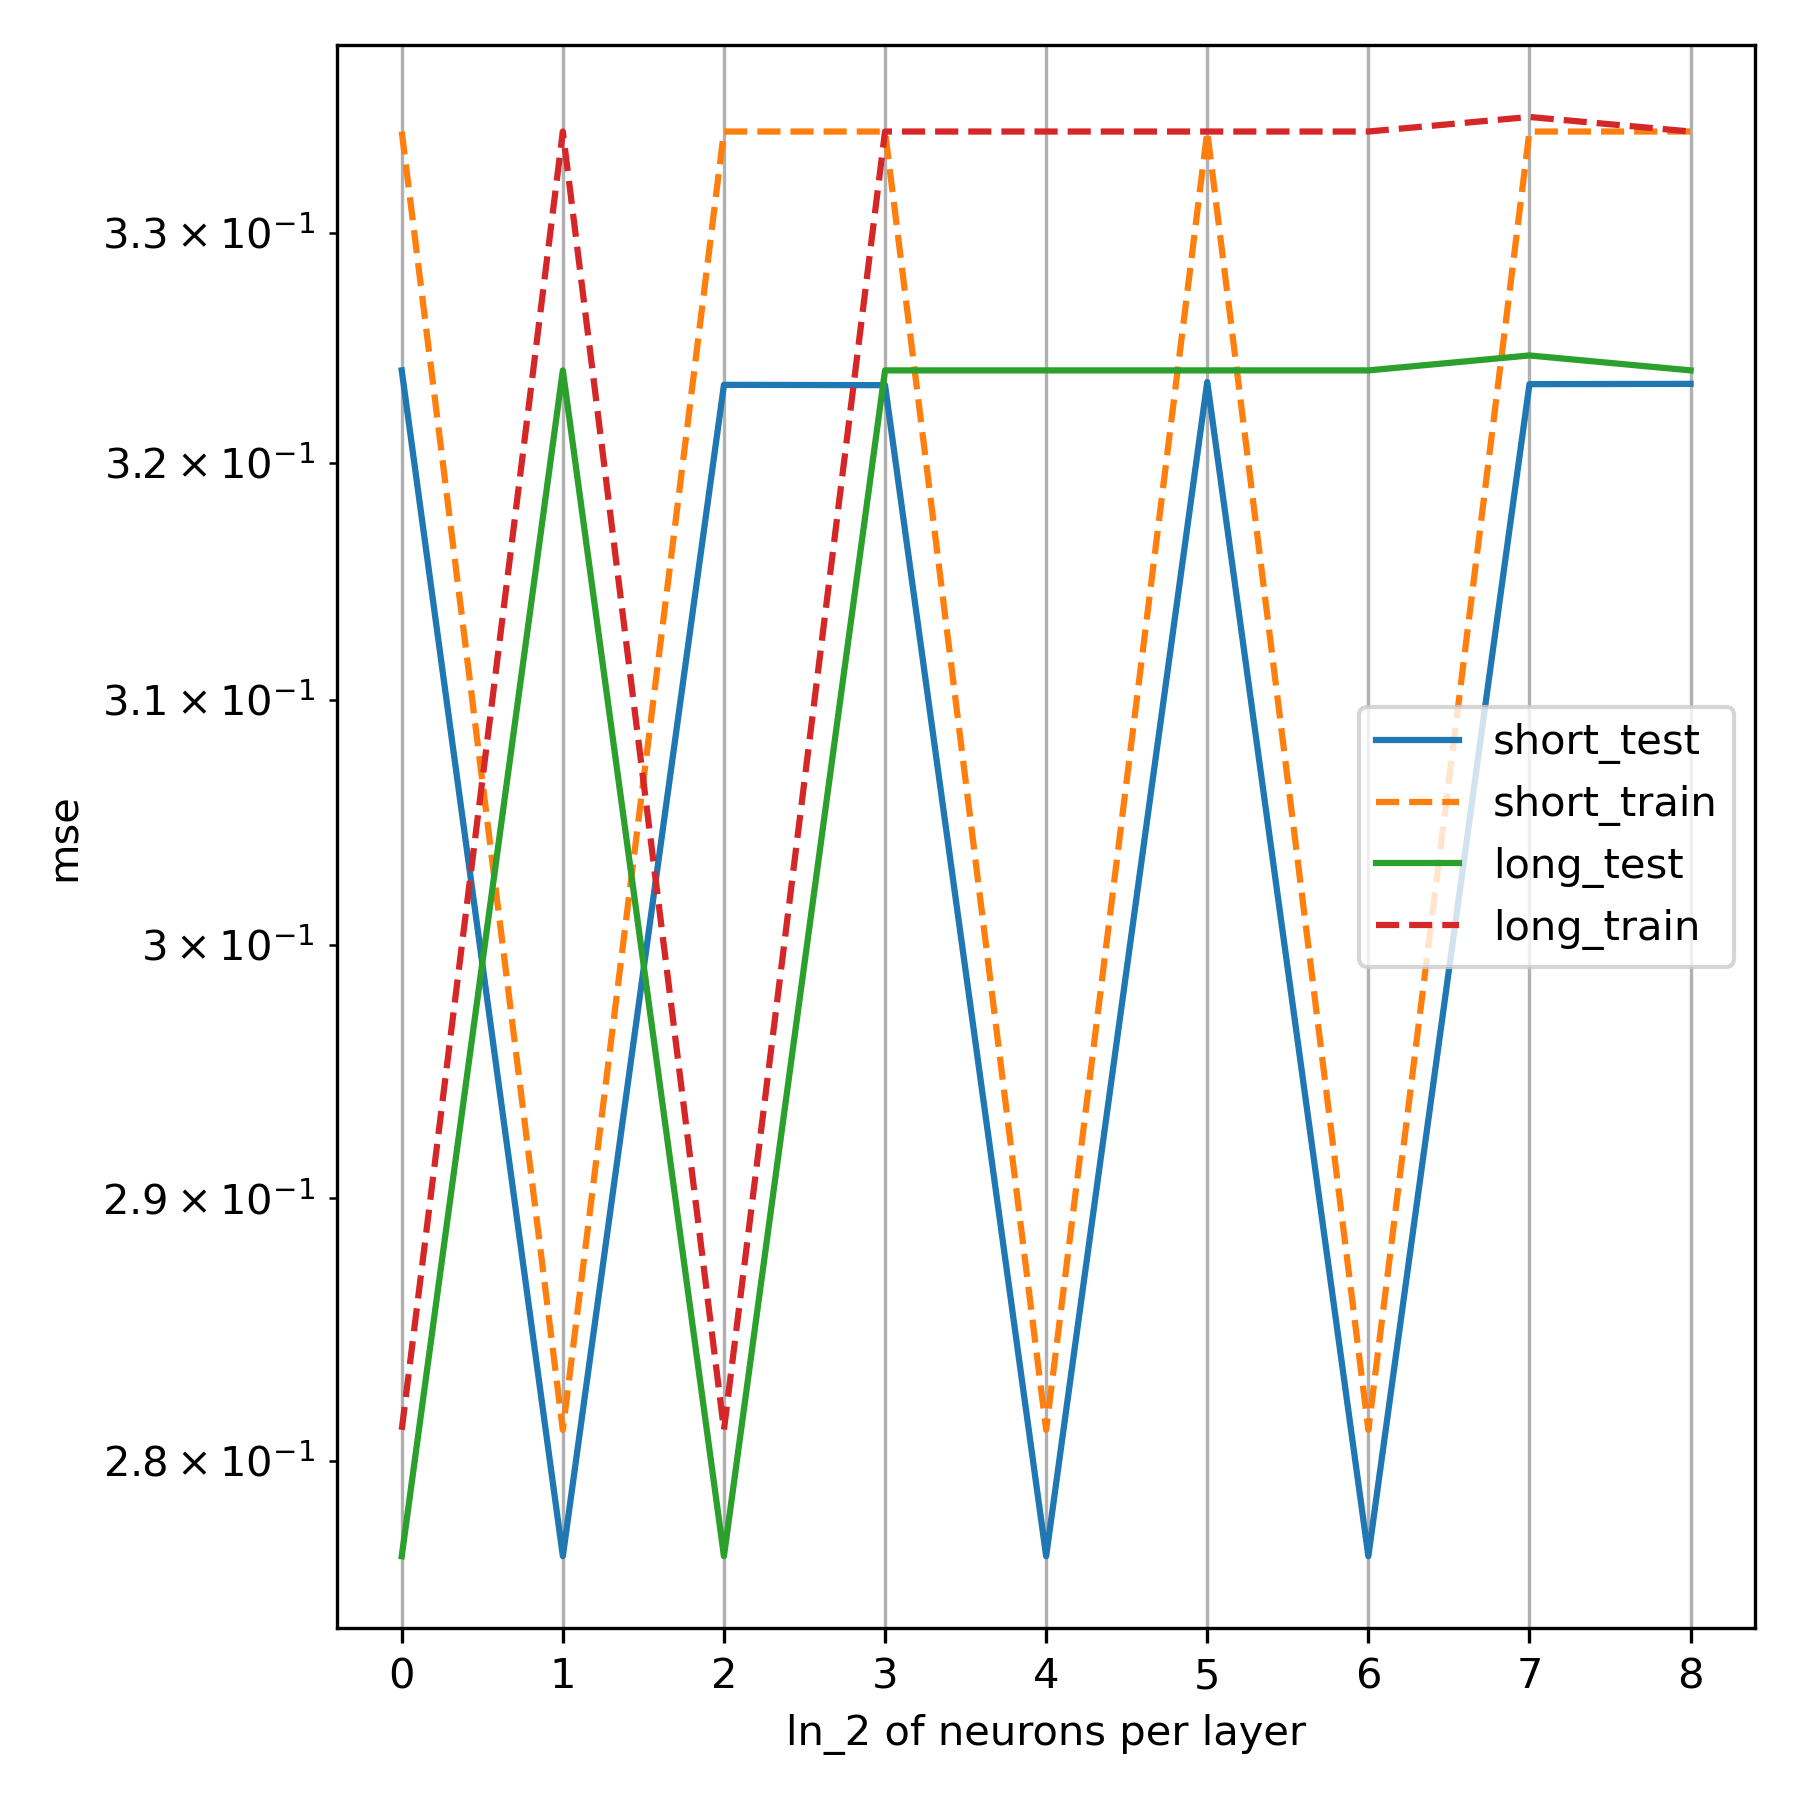 3.3 × 10⁻¹
3.2 × 10⁻¹
3.1 × 10⁻¹
3 × 10⁻¹
2.9 × 10⁻¹
2.8 × 10⁻¹
mse
short_test
short_train
long_test
long_train
0 1 2 3 4 5 6 7 8
ln_2 of neurons per layer